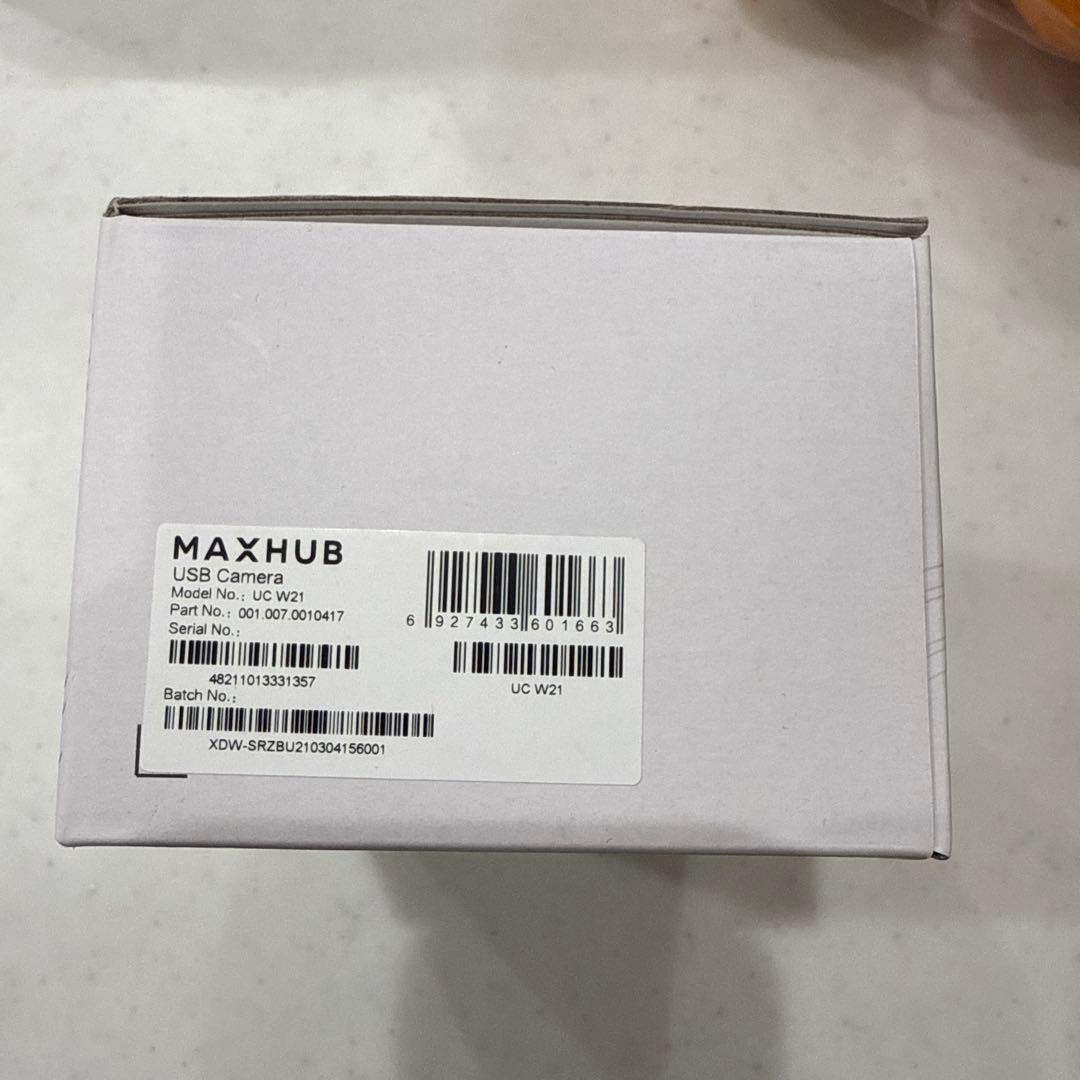 MAXHUB
USB Camera
Model No.: UC W21
Part No.: 001.007.0010417
Serial No.:
48211013331357
Batch No.:
XDW-SRZBU210304156001
6 927433 601663
UC W21